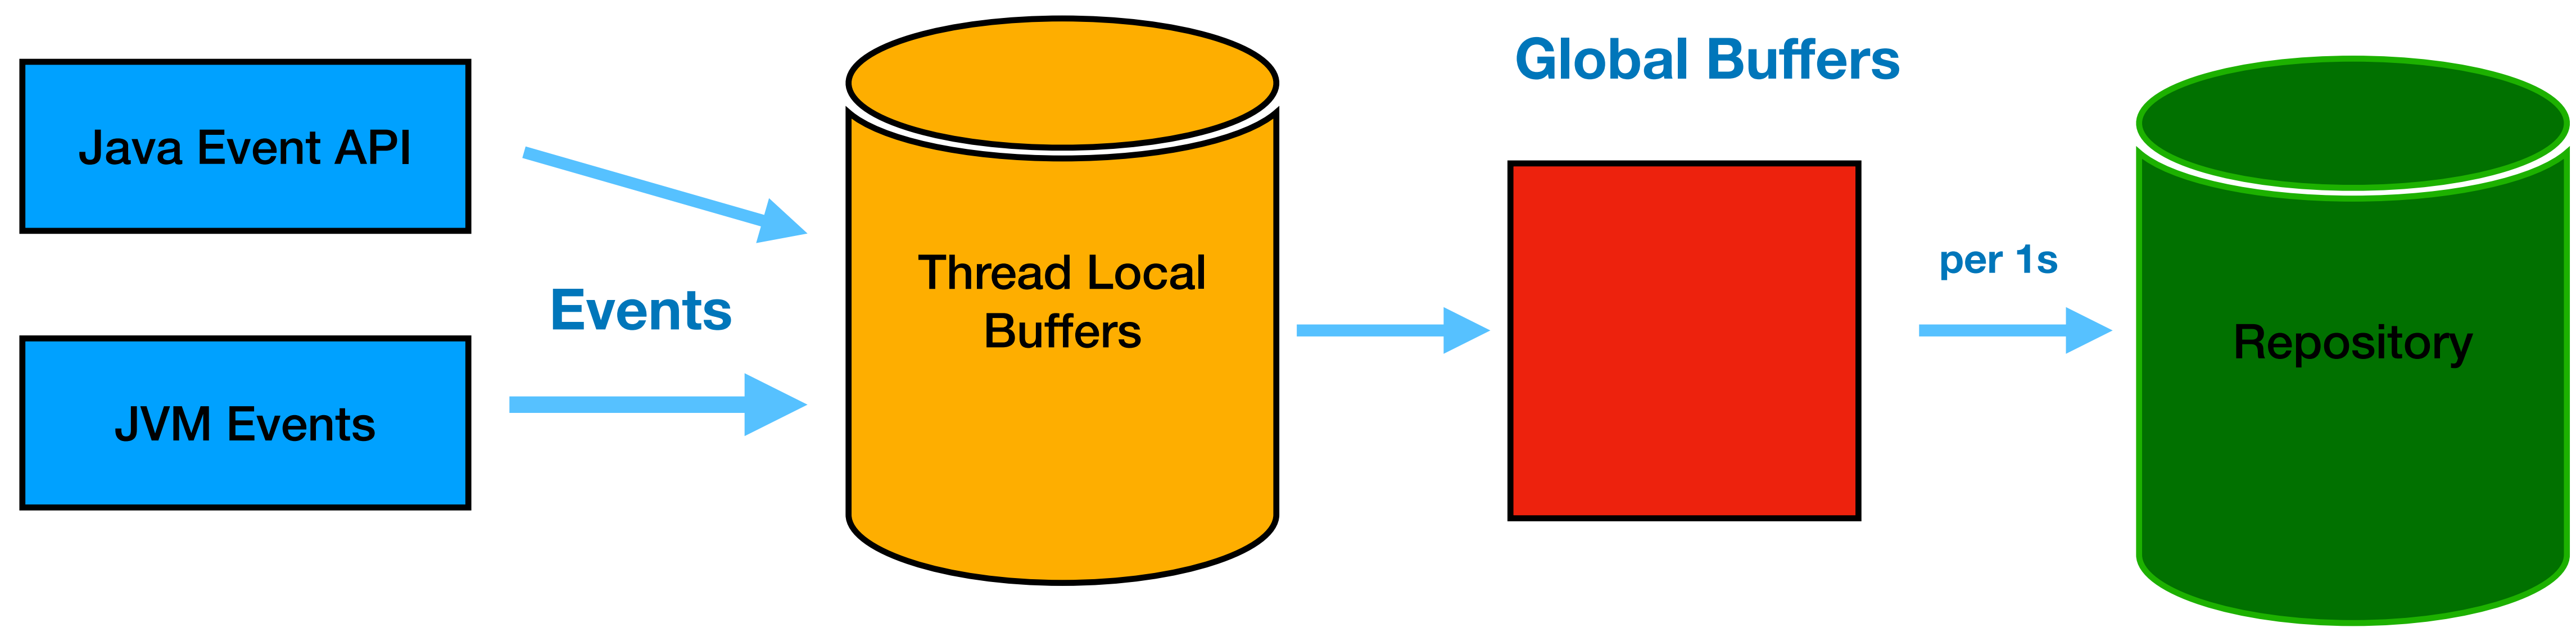 Java Event API
JVM Events
Events
Thread Local
Buffers
Global Buffers
per 1s
Repository